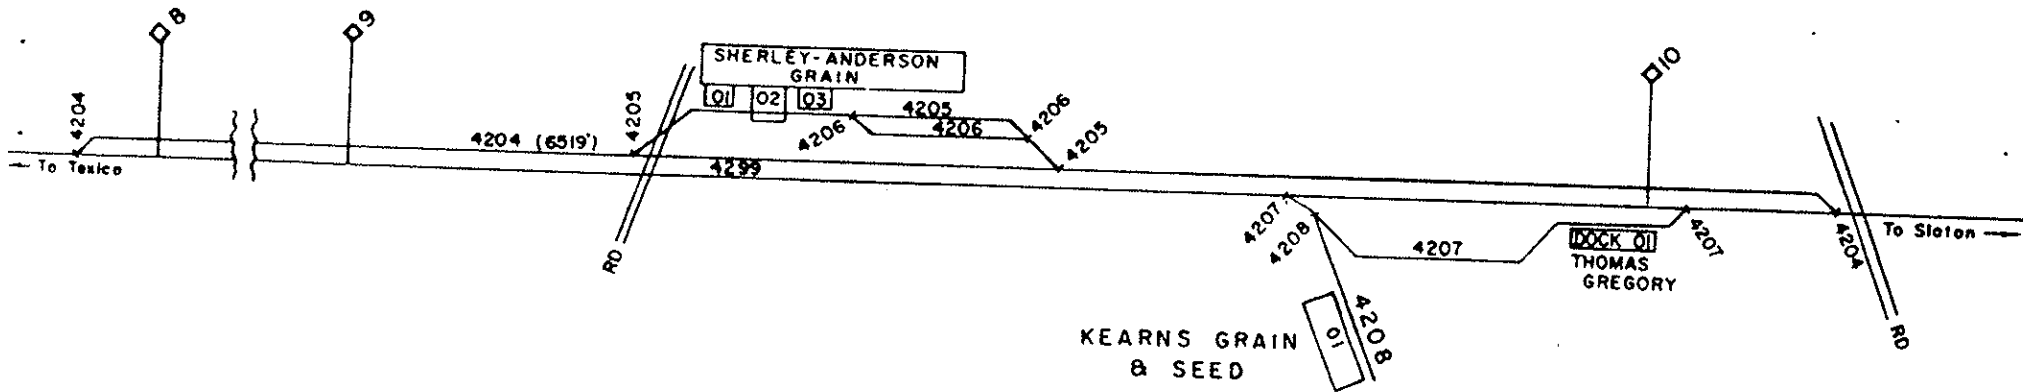 8
9
10
SHERLEY-ANDERSON
GRAIN
01
02
03
4204
4205
4205
4206
4206
4206
4205
4204 (6519')
4299
← To Texico
To Slaton →
RD
4207
4208
4207
DOCK 01
THOMAS
GREGORY
4207
4204
RD
4208
01
KEARNS GRAIN
& SEED